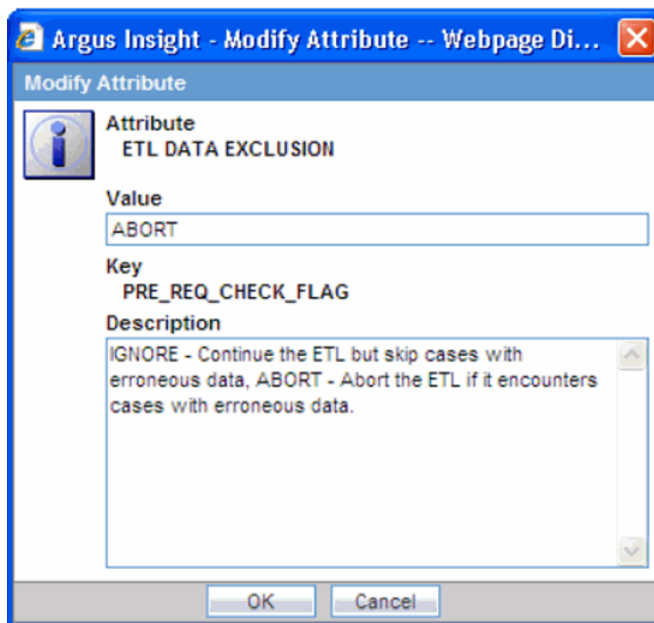 Argus Insight - Modify Attribute -- Webpage Di...
Modify Attribute
Attribute
ETL DATA EXCLUSION
Value
ABORT
Key
PRE_REQ_CHECK_FLAG
Description
IGNORE - Continue the ETL but skip cases with
erroneous data, ABORT - Abort the ETL if it encounters
cases with erroneous data.
OK Cancel